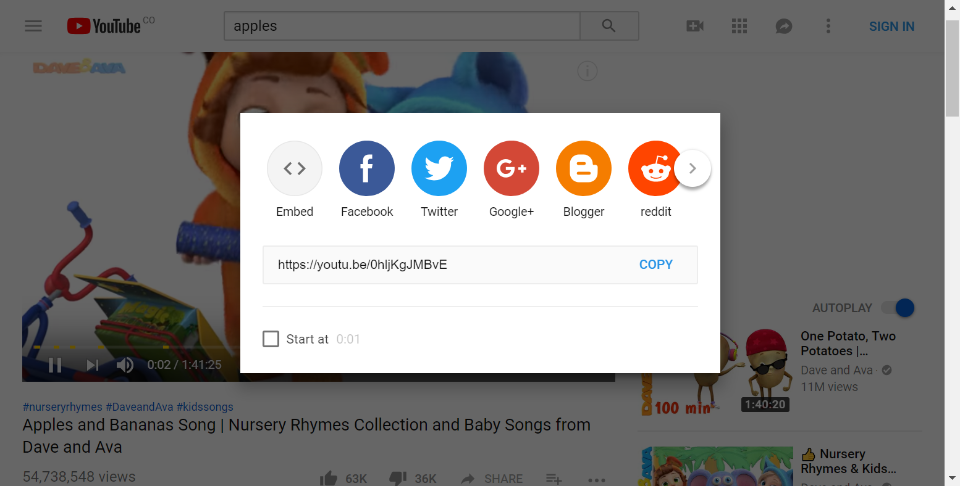 YouTube CO
apples
SIGN IN
DAVE & AVA
Embed
Facebook
Twitter
Google+
Blogger
reddit
https://youtu.be/0hljKgJMBvE
COPY
Start at 0:01
0:02 / 1:41:25
AUTOPLAY
One Potato, Two
Potatoes |...
Dave and Ava
11M views
100 min
1:40:20
#nurseryrhymes #DaveandAva #kidssongs
Apples and Bananas Song | Nursery Rhymes Collection and Baby Songs from
Dave and Ava
54,738,548 views
63K
36K
SHARE
👍 Nursery
Rhymes & Kids...
Dave and Ava